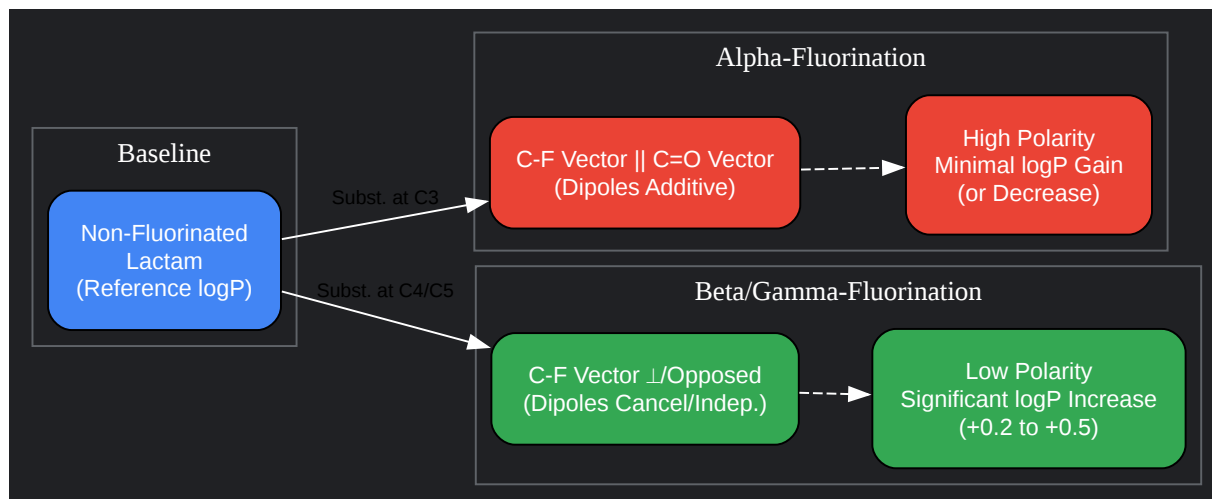 Baseline
Non-Fluorinated
Lactam
(Reference logP)
Subst. at C3
Subst. at C4/C5
Alpha-Fluorination
C-F Vector || C=O Vector
(Dipoles Additive)
High Polarity
Minimal logP Gain
(or Decrease)
Beta/Gamma-Fluorination
C-F Vector ⊥/Opposed
(Dipoles Cancel/Indep.)
Low Polarity
Significant logP Increase
(+0.2 to +0.5)